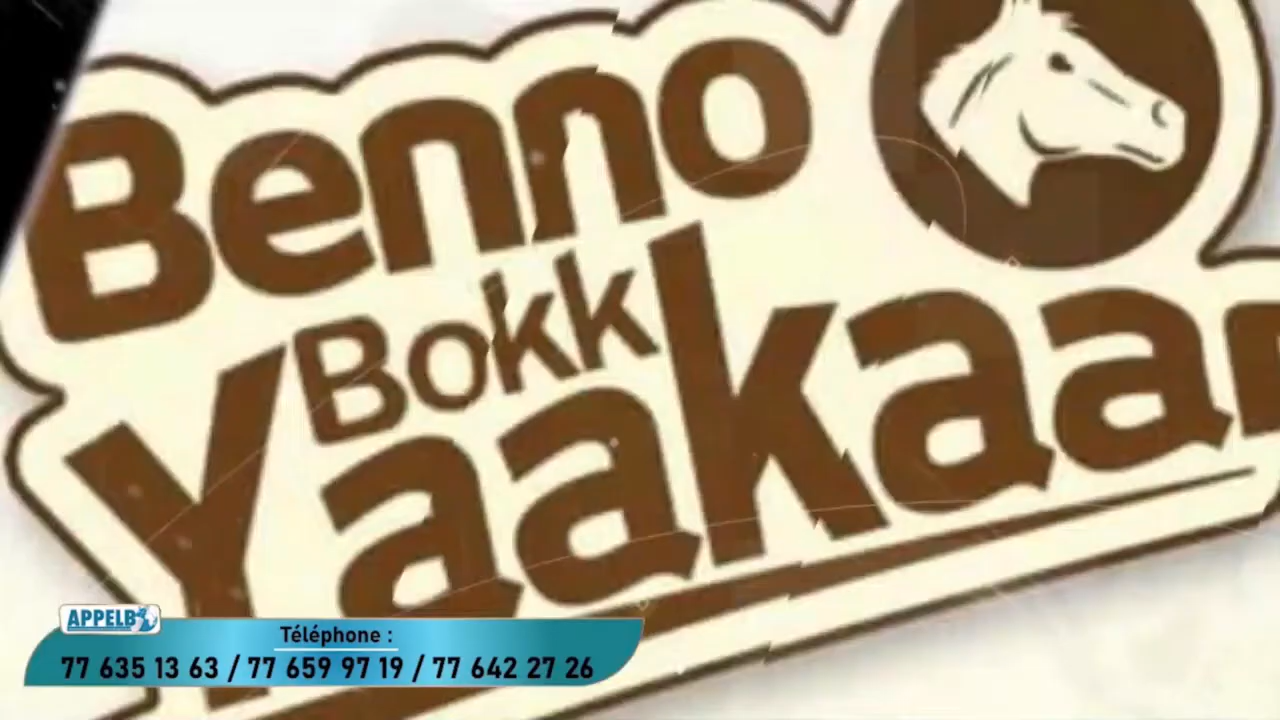 Benno
Bokk
Yaakaar
APPELB
Téléphone :
77 635 13 63 / 77 659 97 19 / 77 642 27 26